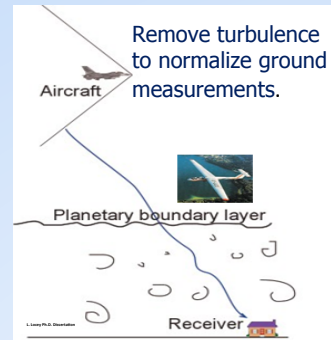 Remove turbulence
to normalize ground
measurements.
Aircraft
Planetary boundary layer
L. Locey Ph.D. Dissertation
Receiver